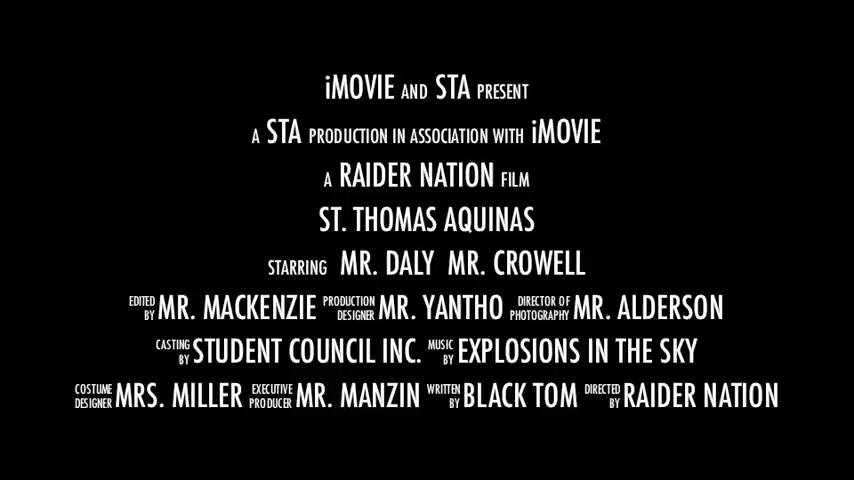 iMOVIE AND STA PRESENT
A STA PRODUCTION IN ASSOCIATION WITH iMOVIE
A RAIDER NATION FILM
ST. THOMAS AQUINAS
STARRING MR. DALY MR. CROWELL
EDITED BY MR. MACKENZIE PRODUCTION DESIGNER MR. YANTHO DIRECTOR OF PHOTOGRAPHY MR. ALDERSON
CASTING BY STUDENT COUNCIL INC. MUSIC BY EXPLOSIONS IN THE SKY
COSTUME DESIGNER MRS. MILLER EXECUTIVE PRODUCER MR. MANZIN WRITTEN BY BLACK TOM DIRECTED BY RAIDER NATION